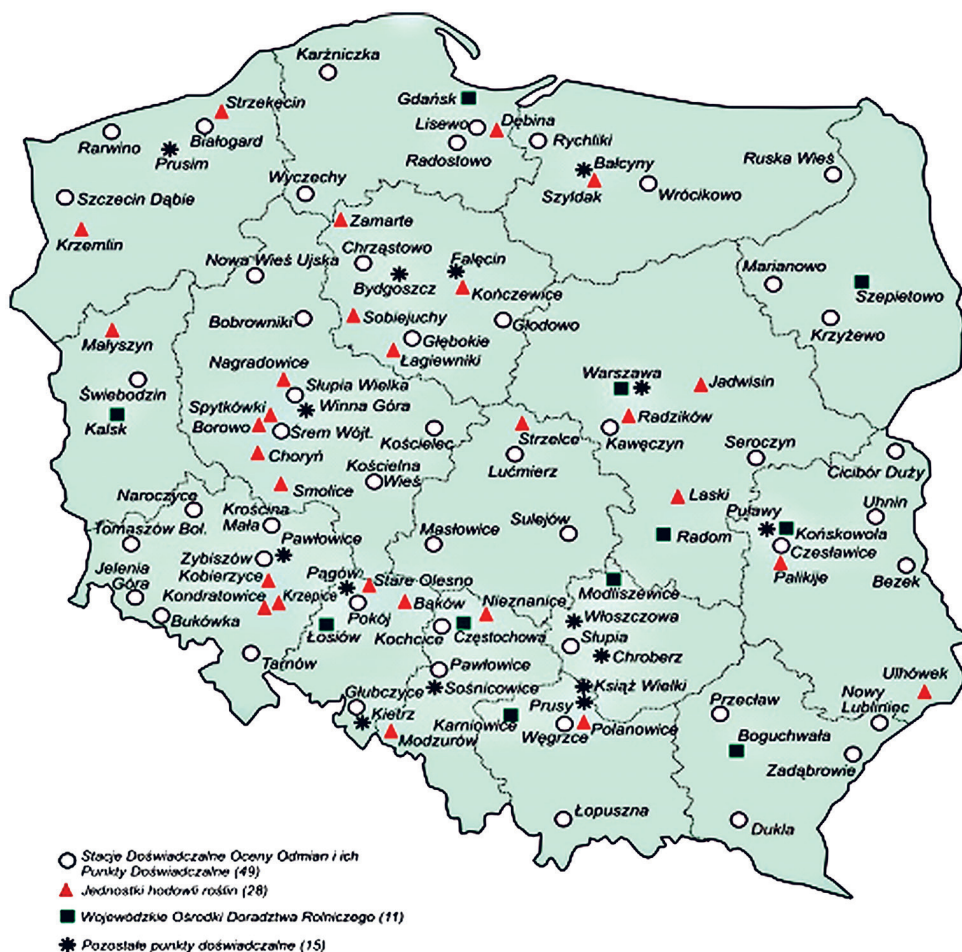 Karżniczka
Strzekęcin
Gdańsk
Lisewo
Dębina
Rarwino
Białogard
Prusim
Radostowo
Rychliki
Bałcyny
Szyldak
Wrócikowo
Ruska Wieś
Wyczechy
Szczecin Dąbie
Krzemlin
Zamarte
Chrząstowo
Bydgoszcz
Falęcin
Kończewice
Nowa Wieś Ujska
Marianowo
Szepietowo
Krzyżewo
Bobrowniki
Sobiejuchy
Głębokie
Głodowo
Łagiewniki
Małyszyn
Nagradowice
Słupia Wielka
Winna Góra
Świebodzin
Kalsk
Spytkówki
Borowo
Śrem Wójt.
Choryń
Kościelec
Warszawa
Jadwisin
Radzików
Kawęczyn
Strzelce
Lućmierz
Seroczyn
Cicibór Duży
Kościelna
Wieś
Smolice
Naroczyce
Krościna
Mała
Laski
Uhnin
Tomaszów Bol.
Pawłowice
Masłowice
Sulejów
Radom
Puławy
Końskowola
Czesławice
Palikije
Bezek
Zybiszów
Jelenia
Góra
Kobierzyce
Kondratowice
Krzepice
Pągów
Stare Olesno
Bąków
Nieznanice
Modliszewice
Bukówka
Pokój
Łosiów
Kochcice
Częstochowa
Włoszczowa
Słupia
Chroberz
Tarnów
Pawłowice
Sośnicowice
Książ Wielki
Ulhówek
Głubczyce
Kietrz
Modzurów
Prusy
Karniowice
Węgrzce
Polanowice
Przecław
Nowy
Lubliniec
Boguchwała
Zadąbrowie
Łopuszna
Dukla
Stacje Doświadczalne Oceny Odmian i ich
Punkty Doświadczalne (49)
Jednostki hodowli roślin (28)
Wojewódzkie Ośrodki Doradztwa Rolniczego (11)
Pozostałe punkty doświadczalne (15)